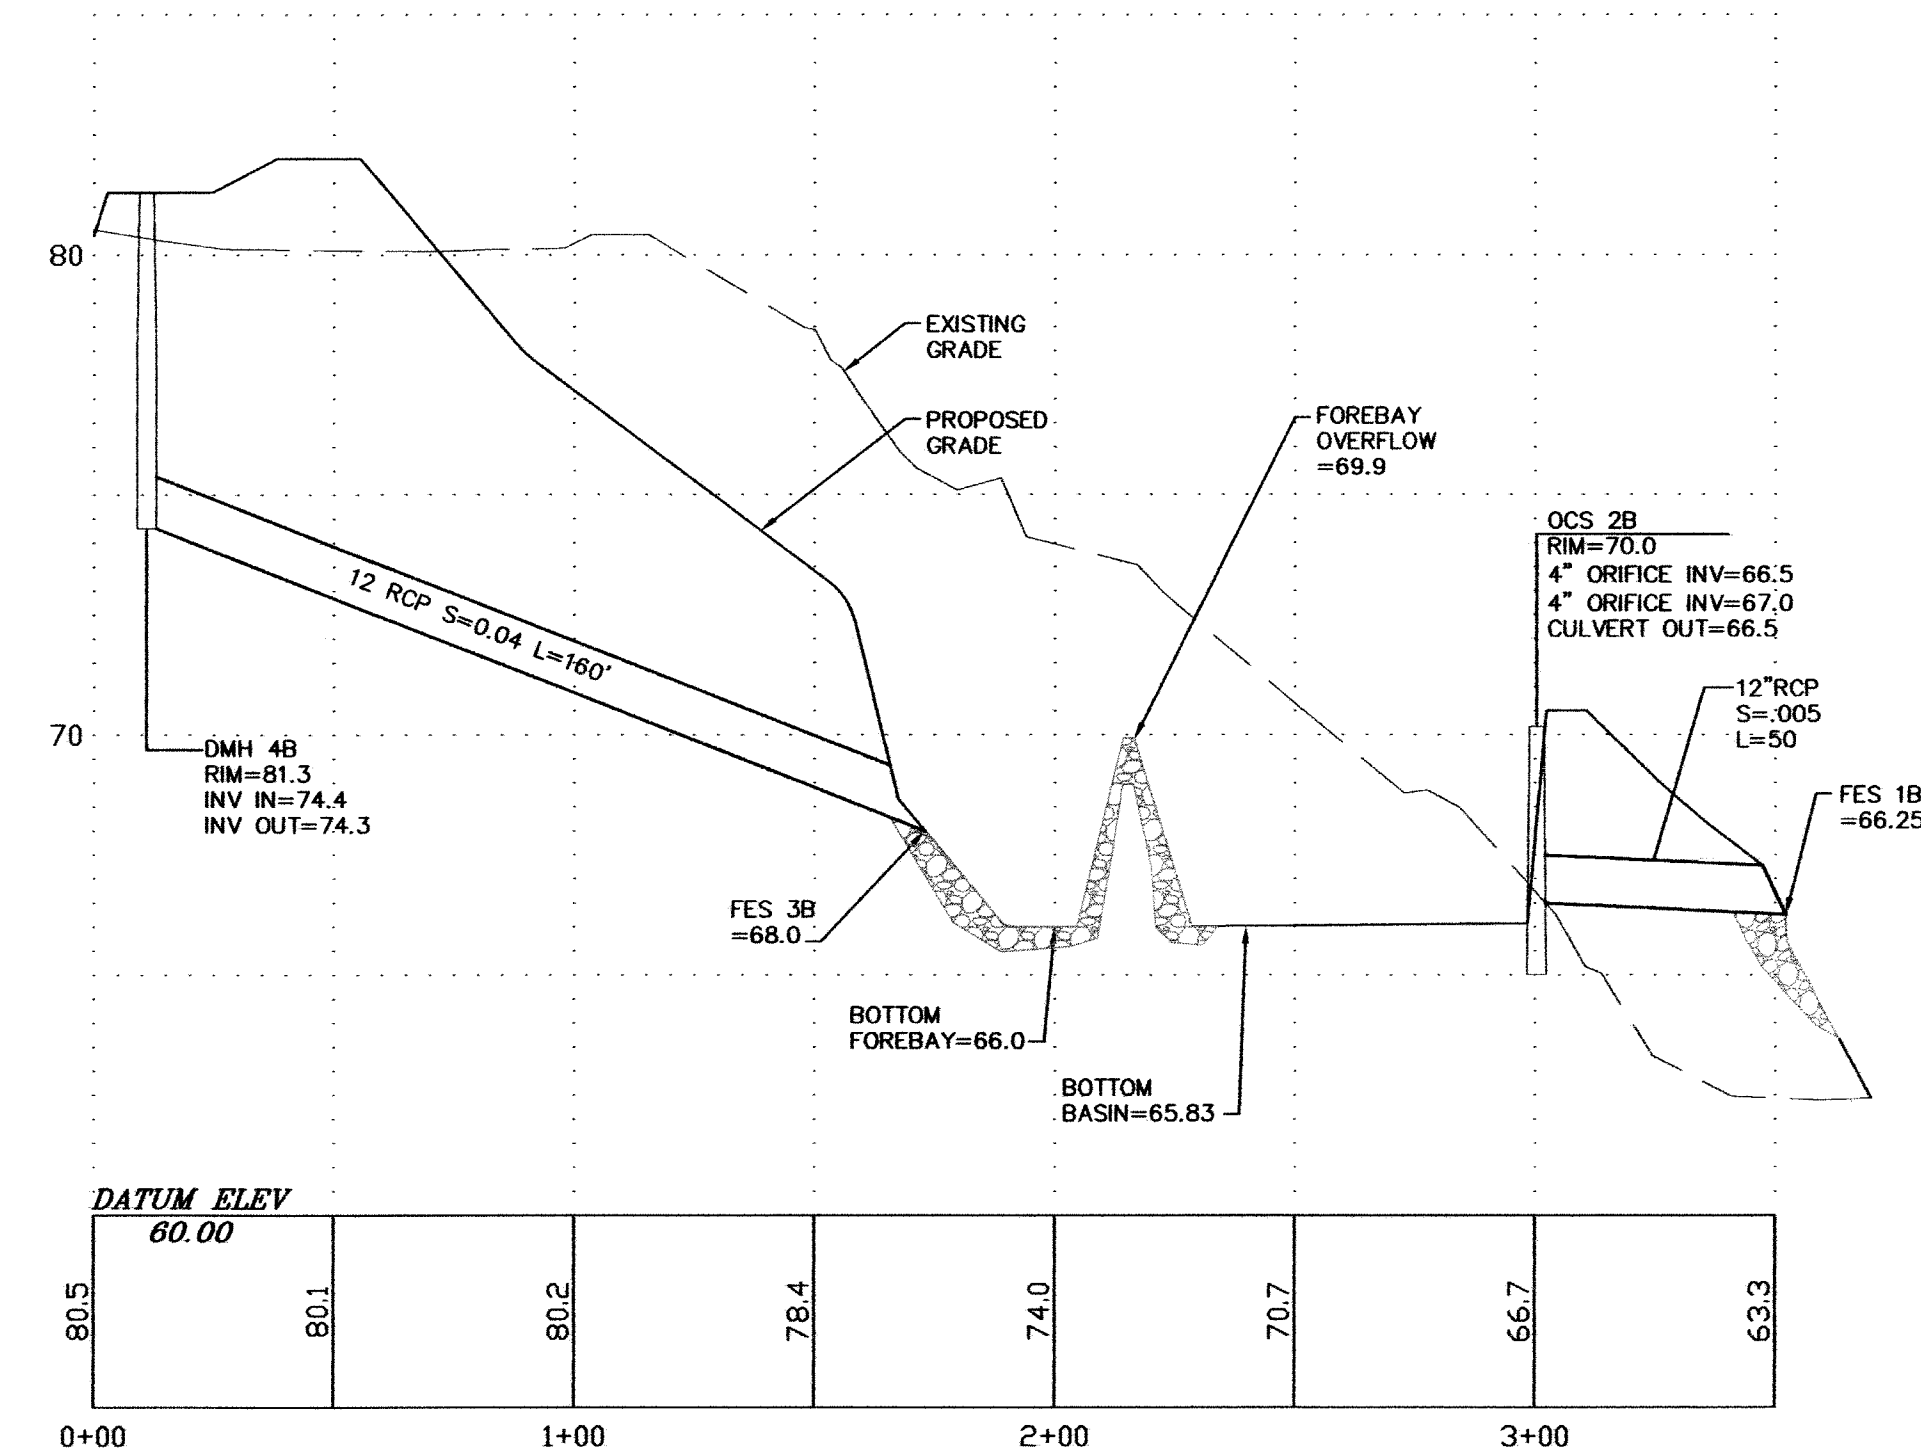 80
70
EXISTING
GRADE
PROPOSED
GRADE
FOREBAY
OVERFLOW
=69.9
OCS 2B
RIM=70.0
4" ORIFICE INV=66.5
4" ORIFICE INV=67.0
CULVERT OUT=66.5
12 RCP S=0.04 L=160'
12"RCP
S=.005
L=50
DMH 4B
RIM=81.3
INV IN=74.4
INV OUT=74.3
FES 1B
=66.25
FES 3B
=68.0
BOTTOM
FOREBAY=66.0
BOTTOM
BASIN=65.83
DATUM ELEV
60.00
80.5
80.1
80.2
78.4
74.0
70.7
66.7
63.3
0+00
1+00
2+00
3+00